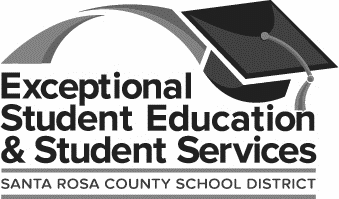 Exceptional
Student Education
& Student Services
SANTA ROSA COUNTY SCHOOL DISTRICT